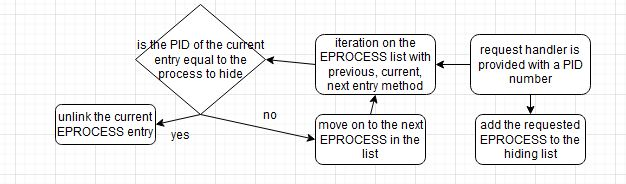 is the PID of the current
entry equal to the
process to hide
iteration on the
EPROCESS list with
previous, current,
next entry method
request handler is
provided with a PID
number
unlink the current
EPROCESS entry
yes
no
move on to the next
EPROCESS in the
list
add the requested
EPROCESS to the
hiding list